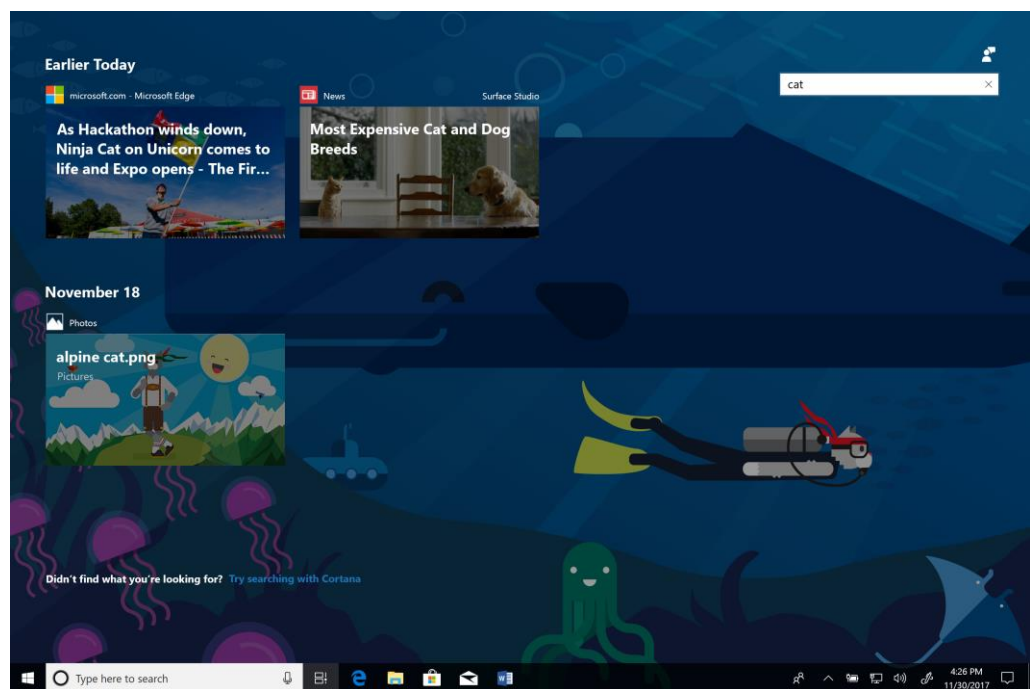 Earlier Today
microsoft.com - Microsoft Edge
As Hackathon winds down,
Ninja Cat on Unicorn comes to
life and Expo opens - The Fir...
News
Surface Studio
Most Expensive Cat and Dog
Breeds
cat
November 18
Photos
alpine cat.png
Pictures
Didn't find what you're looking for? Try searching with Cortana
Type here to search
4:26 PM
11/30/2017